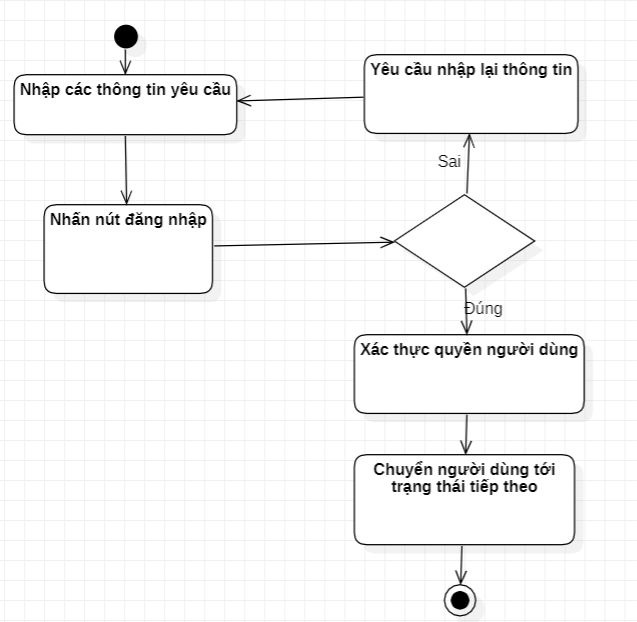 Nhập các thông tin yêu cầu
Yêu cầu nhập lại thông tin
Sai
Nhấn nút đăng nhập
Đúng
Xác thực quyền người dùng
Chuyển người dùng tới
trạng thái tiếp theo